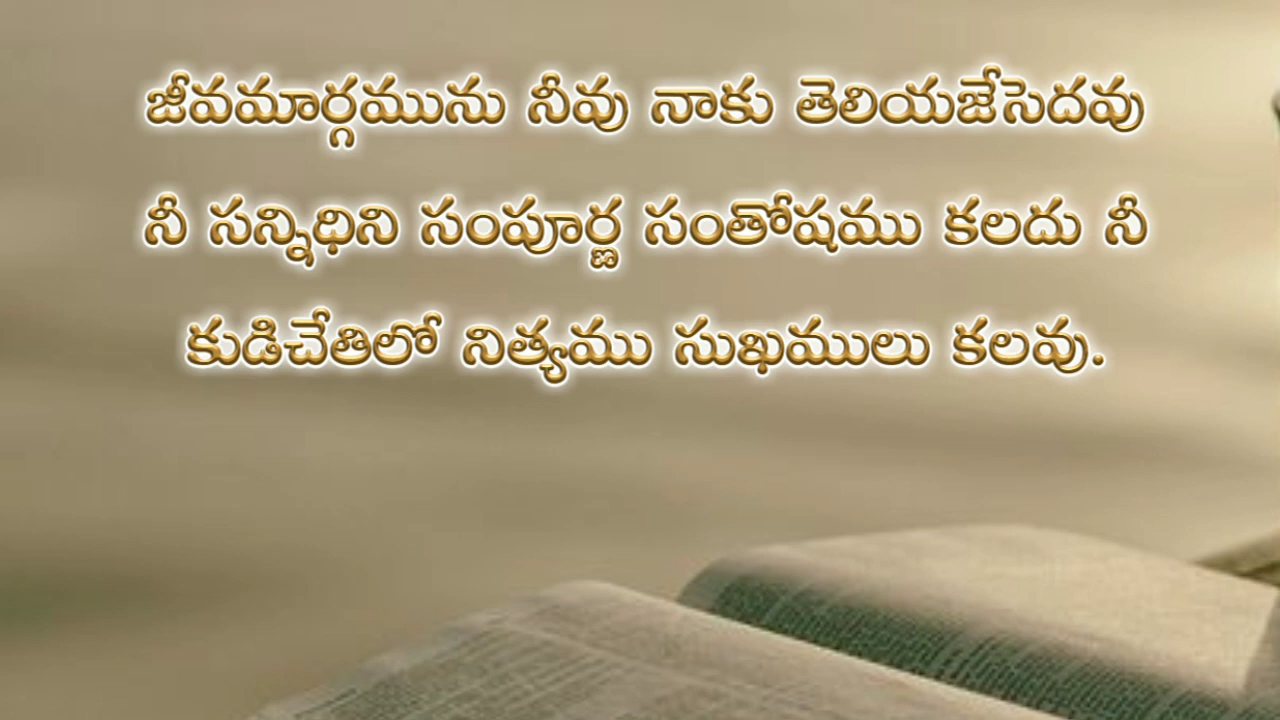 జీవమార్గమును నీవు నాకు తెలియజేసెదవు
నీ సన్నిధిని సంపూర్ణ సంతోషము కలదు నీ
కుడిచేతిలో నిత్యము సుఖములు కలవు.